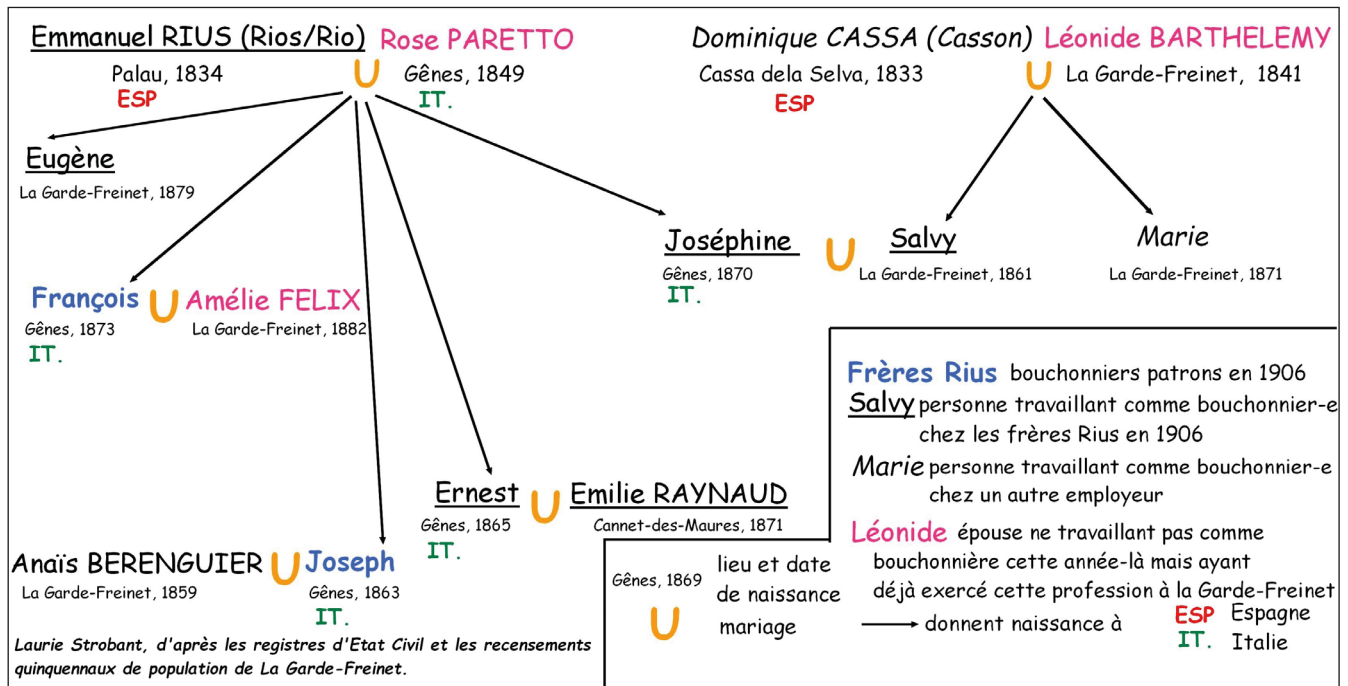 Emmanuel RIUS (Rios/Rio) Rose PARETTO
Palau, 1834 Gênes, 1849
ESP IT.
Dominique CASSA (Casson) Léonide BARTHELEMY
Cassa dela Selva, 1833 La Garde-Freinet, 1841
ESP
Eugène
La Garde-Freinet, 1879
Joséphine Salvy Marie
Gênes, 1870 La Garde-Freinet, 1861 La Garde-Freinet, 1871
IT.
François Amélie FELIX
Gênes, 1873 La Garde-Freinet, 1882
IT.
Ernest Emilie RAYNAUD
Gênes, 1865 Cannet-des-Maures, 1871
IT.
Anaïs BERENGUIER Joseph
La Garde-Freinet, 1859 Gênes, 1863
IT.
Laurie Strobant, d'après les registres d'Etat Civil et les recensements
quinquennaux de population de La Garde-Freinet.
Frères Rius bouchonniers patrons en 1906
Salvy personne travaillant comme bouchonnier-e
chez les frères Rius en 1906
Marie personne travaillant comme bouchonnier-e
chez un autre employeur
Léonide épouse ne travaillant pas comme
bouchonnière cette année-là mais ayant
déjà exercé cette profession à la Garde-Freinet
Gênes, 1869 lieu et date
de naissance
mariage
donnent naissance à
ESP Espagne
IT. Italie